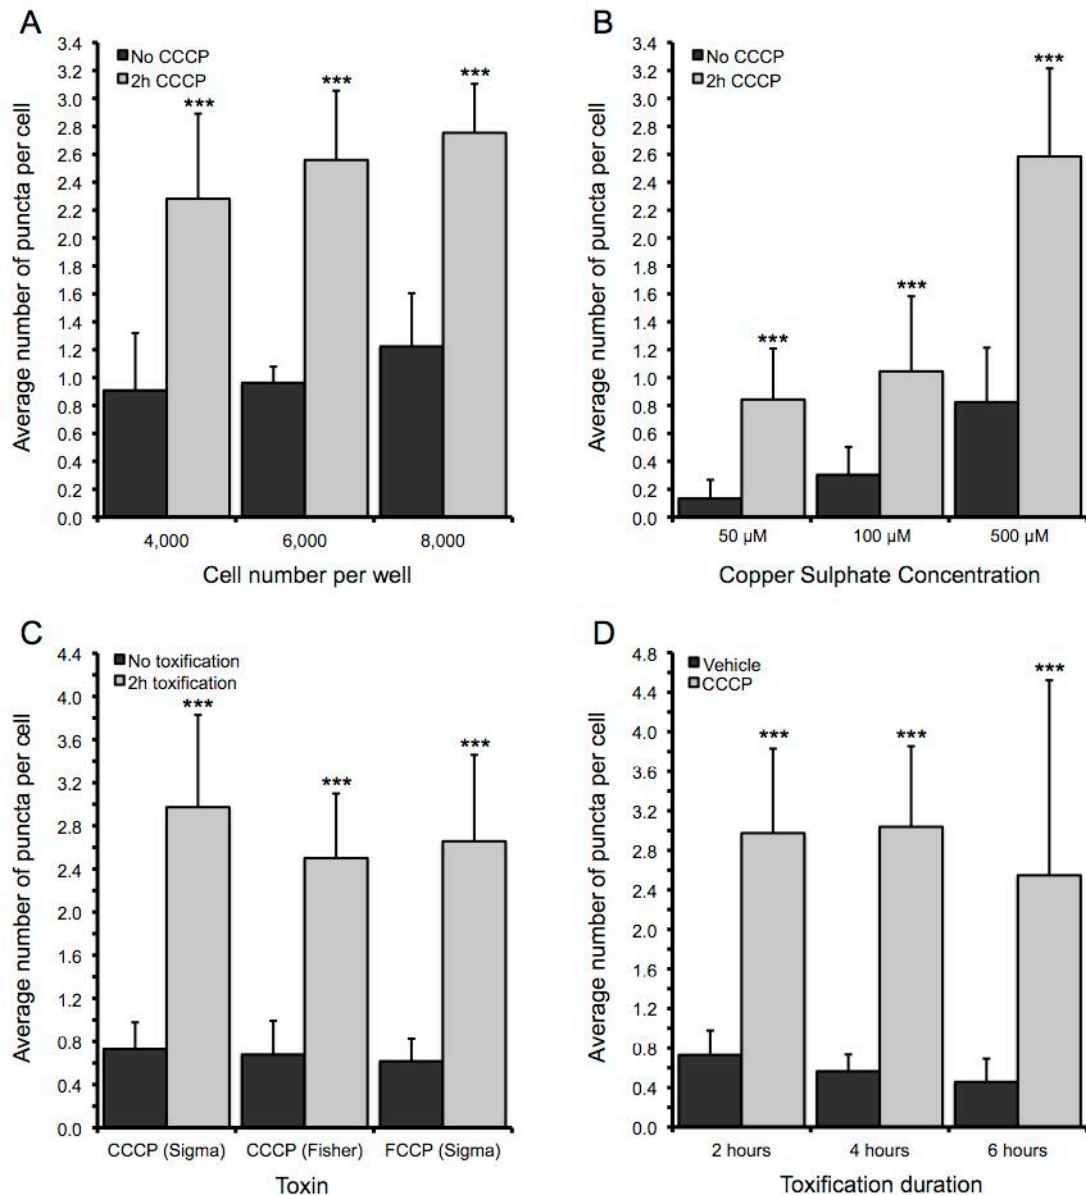 A
Average number of puncta per cell
3.4
3.2
3.0
2.8
2.6
2.4
2.2
2.0
1.8
1.6
1.4
1.2
1.0
0.8
0.6
0.4
0.2
0.0
No CCCP
2h CCCP
*** *** ***
4,000 6,000 8,000
Cell number per well
B
Average number of puncta per cell
3.4
3.2
3.0
2.8
2.6
2.4
2.2
2.0
1.8
1.6
1.4
1.2
1.0
0.8
0.6
0.4
0.2
0.0
No CCCP
2h CCCP
*** *** ***
50 µM 100 µM 500 µM
Copper Sulphate Concentration
C
Average number of puncta per cell
4.4
4.0
3.6
3.2
2.8
2.4
2.0
1.6
1.2
0.8
0.4
0.0
No toxification
2h toxification
*** *** ***
CCCP (Sigma) CCCP (Fisher) FCCP (Sigma)
Toxin
D
Average number of puncta per cell
4.8
4.4
4.0
3.6
3.2
2.8
2.4
2.0
1.6
1.2
0.8
0.4
0.0
Vehicle
CCCP
*** *** ***
2 hours 4 hours 6 hours
Toxification duration